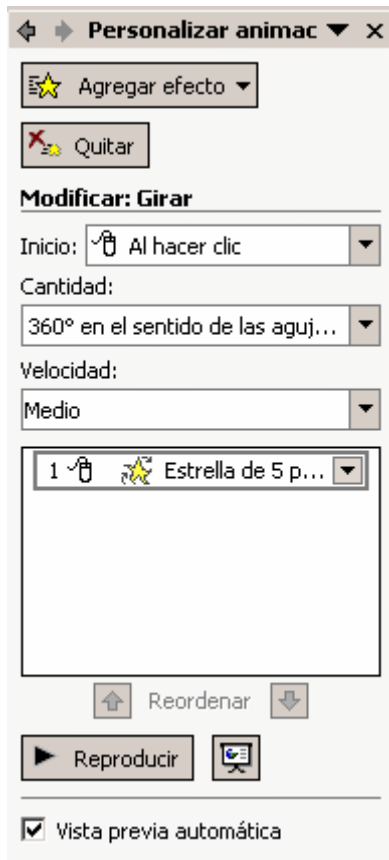 Personalizar animac
Agregar efecto
Quitar
Modificar: Girar
Inicio: Al hacer clic
Cantidad:
360° en el sentido de las aguj...
Velocidad:
Medio
1 Estrella de 5 p...
Reordenar
Reproducir
Vista previa automática